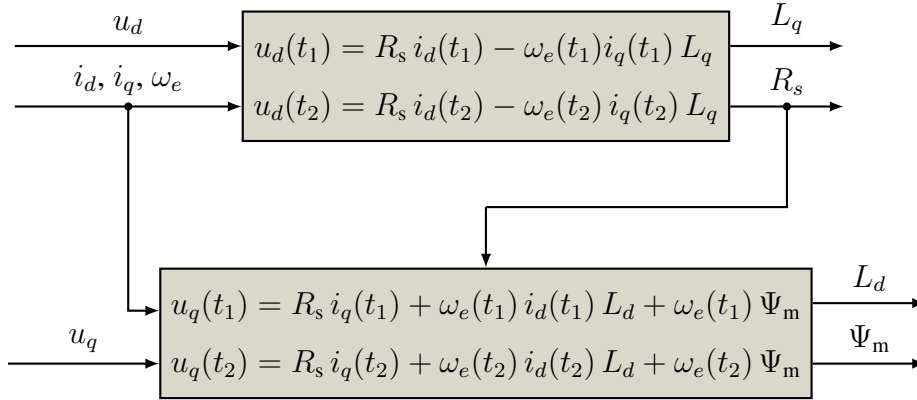 u_d
u_d(t_1) = R_s i_d(t_1) − ω_e(t_1)i_q(t_1) L_q
L_q
i_d, i_q, ω_e
u_d(t_2) = R_s i_d(t_2) − ω_e(t_2) i_q(t_2) L_q
R_s
u_q(t_1) = R_s i_q(t_1) + ω_e(t_1) i_d(t_1) L_d + ω_e(t_1) Ψ_m
L_d
u_q
u_q(t_2) = R_s i_q(t_2) + ω_e(t_2) i_d(t_2) L_d + ω_e(t_2) Ψ_m
Ψ_m